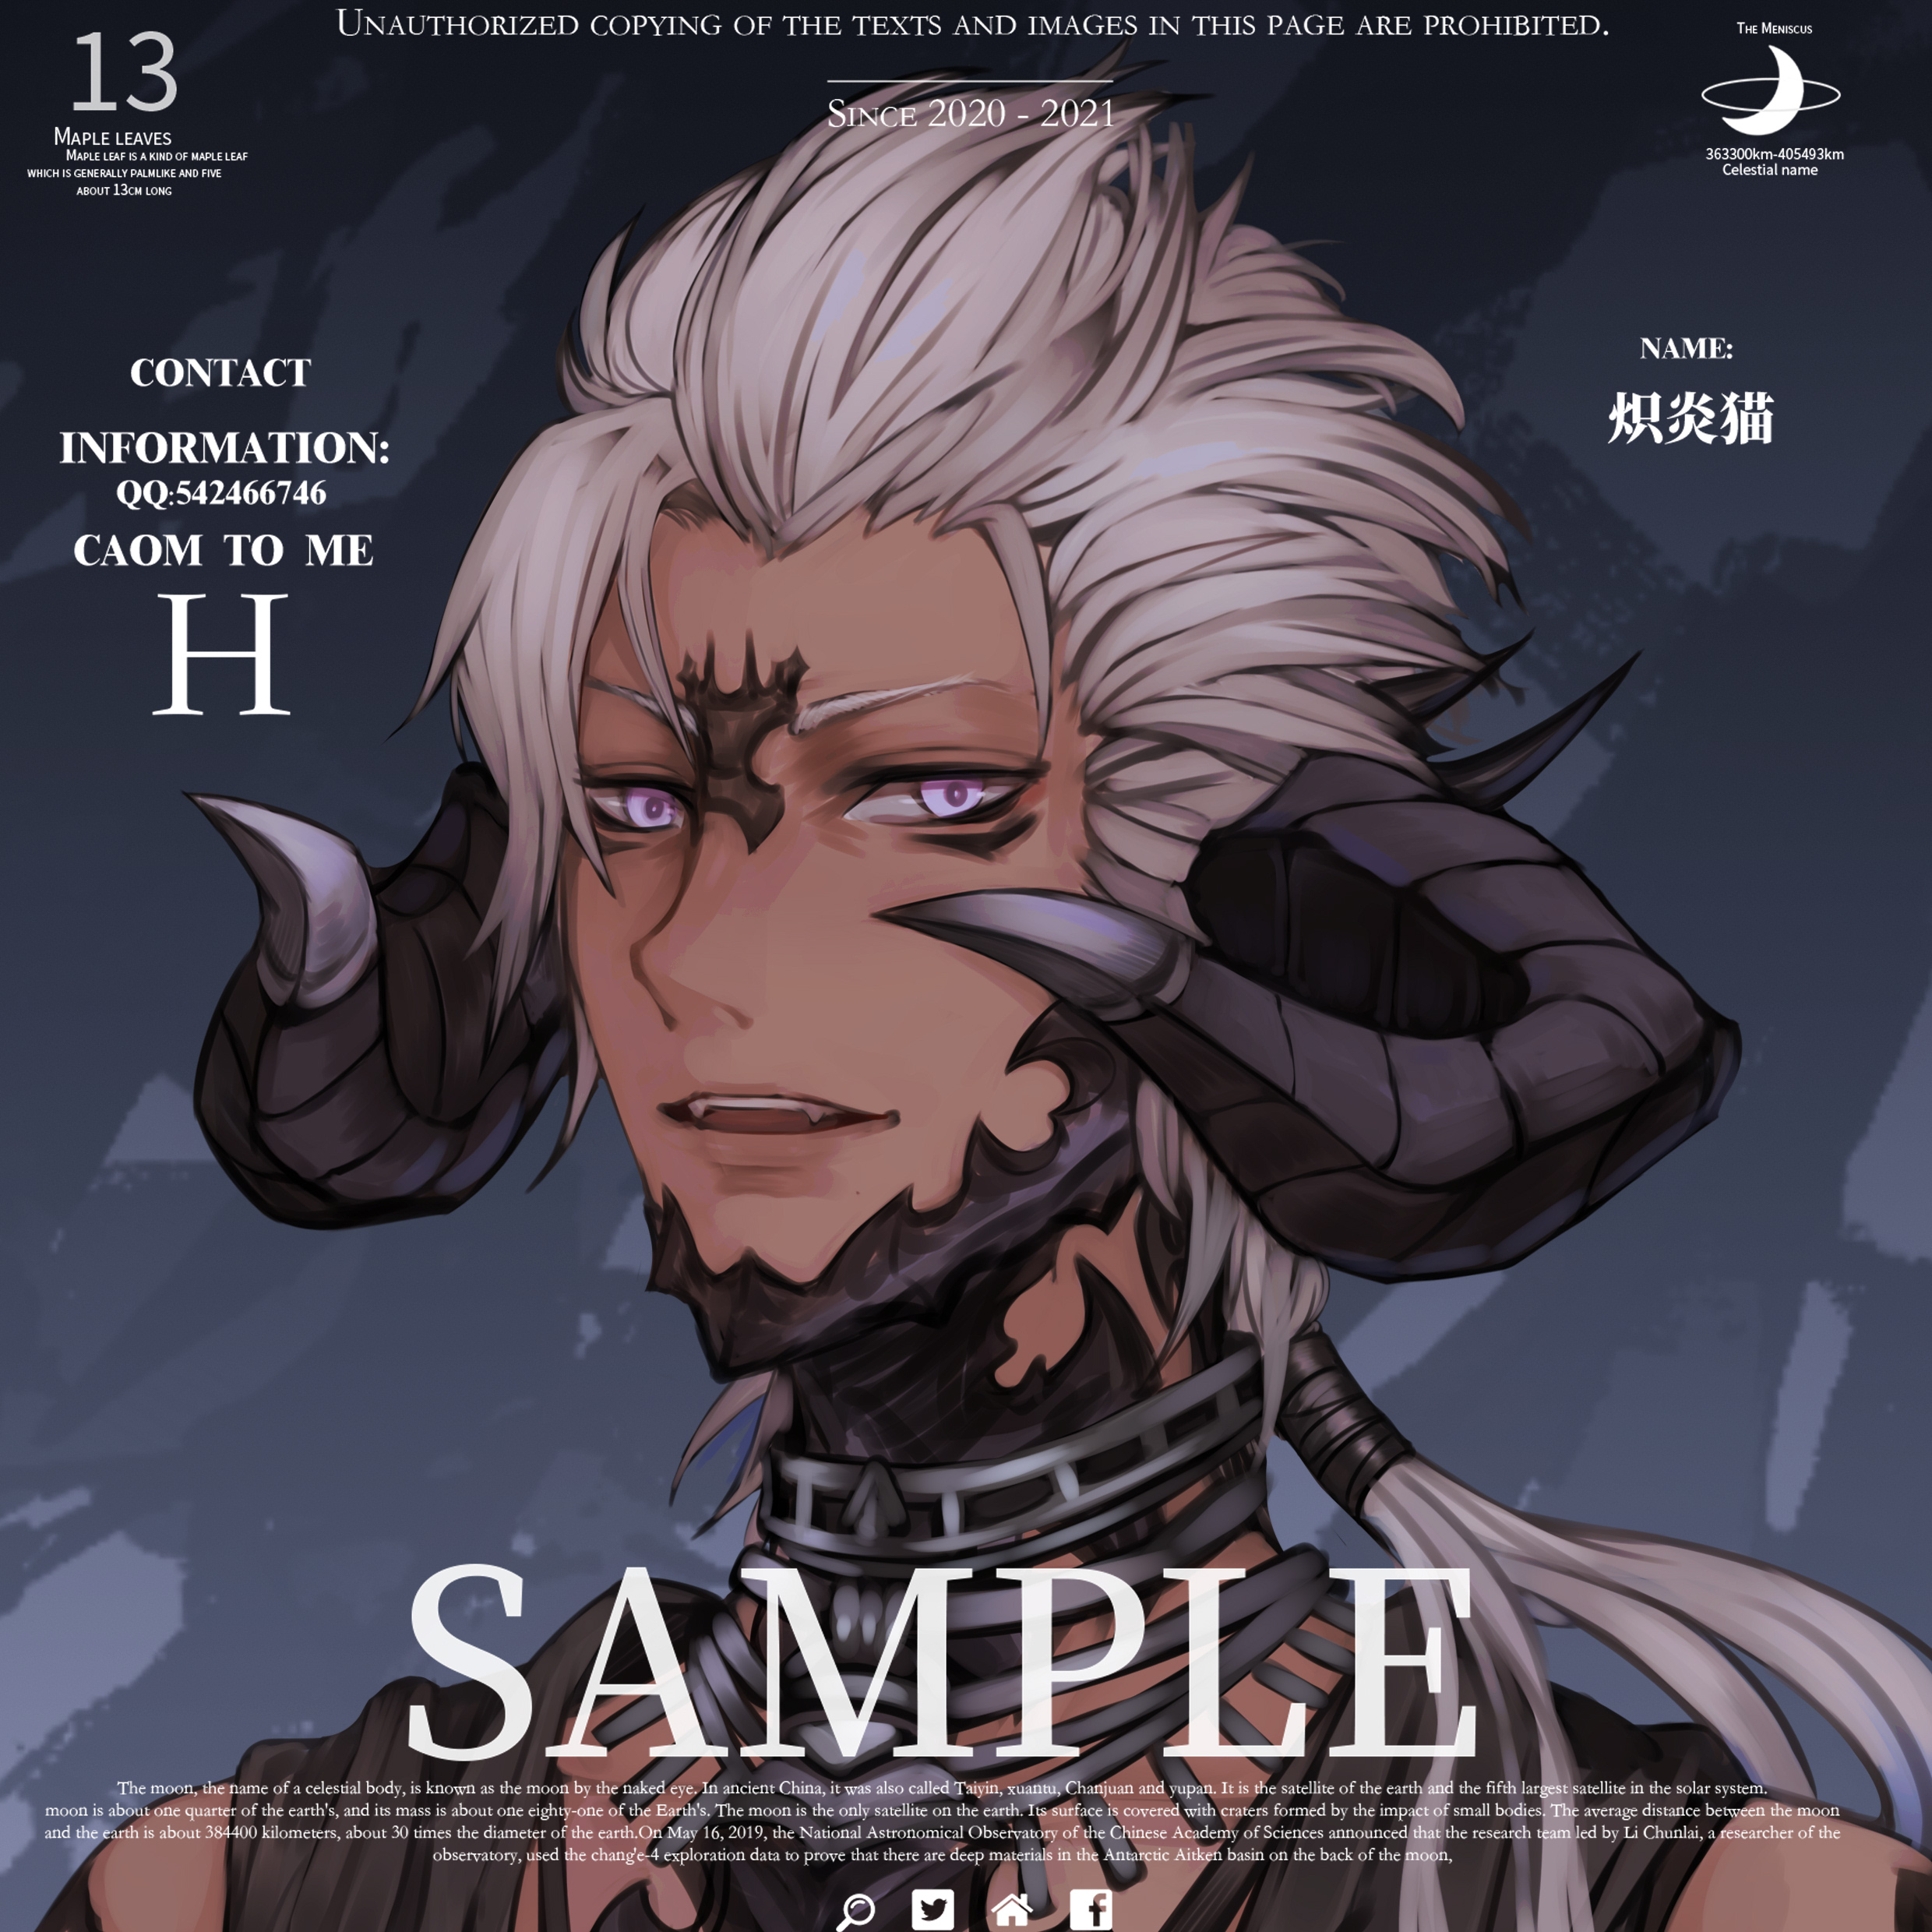 Unauthorized copying of the texts and images in this page are prohibited.
13
Maple leaves
Maple leaf is a kind of maple leaf
which is generally palmlike and five
about 13cm long
Since 2020 - 2021
The Meniscus
363300km-405493km
Celestial name
CONTACT
INFORMATION:
QQ:542466746
CAOM TO ME
H
NAME:
炽炎猫
SAMPLE
The moon, the name of a celestial body, is known as the moon by the naked eye. In ancient China, it was also called Taiyin, xuantu, Chanjuan and yupan. It is the satellite of the earth and the fifth largest satellite in the solar system.
moon is about one quarter of the earth's, and its mass is about one eighty-one of the Earth's. The moon is the only satellite on the earth. Its surface is covered with craters formed by the impact of small bodies. The average distance between the moon
and the earth is about 384400 kilometers, about 30 times the diameter of the earth.On May 16, 2019, the National Astronomical Observatory of the Chinese Academy of Sciences announced that the research team led by Li Chunlai, a researcher of the
observatory, used the chang'e-4 exploration data to prove that there are deep materials in the Antarctic Aitken basin on the back of the moon,